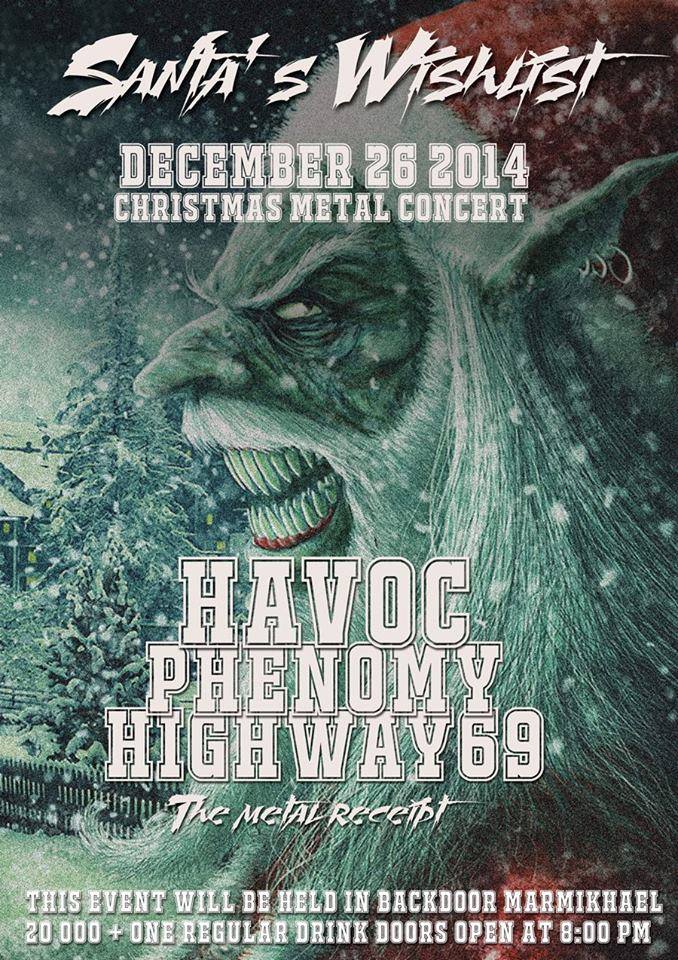 Santa's Wishlist
DECEMBER 26 2014
CHRISTMAS METAL CONCERT
HAVOC
PHENOMY
HIGHWAY69
The metal receipt
THIS EVENT WILL BE HELD IN BACKDOOR MARMIKHAEL
20 000 + ONE REGULAR DRINK DOORS OPEN AT 8:00 PM